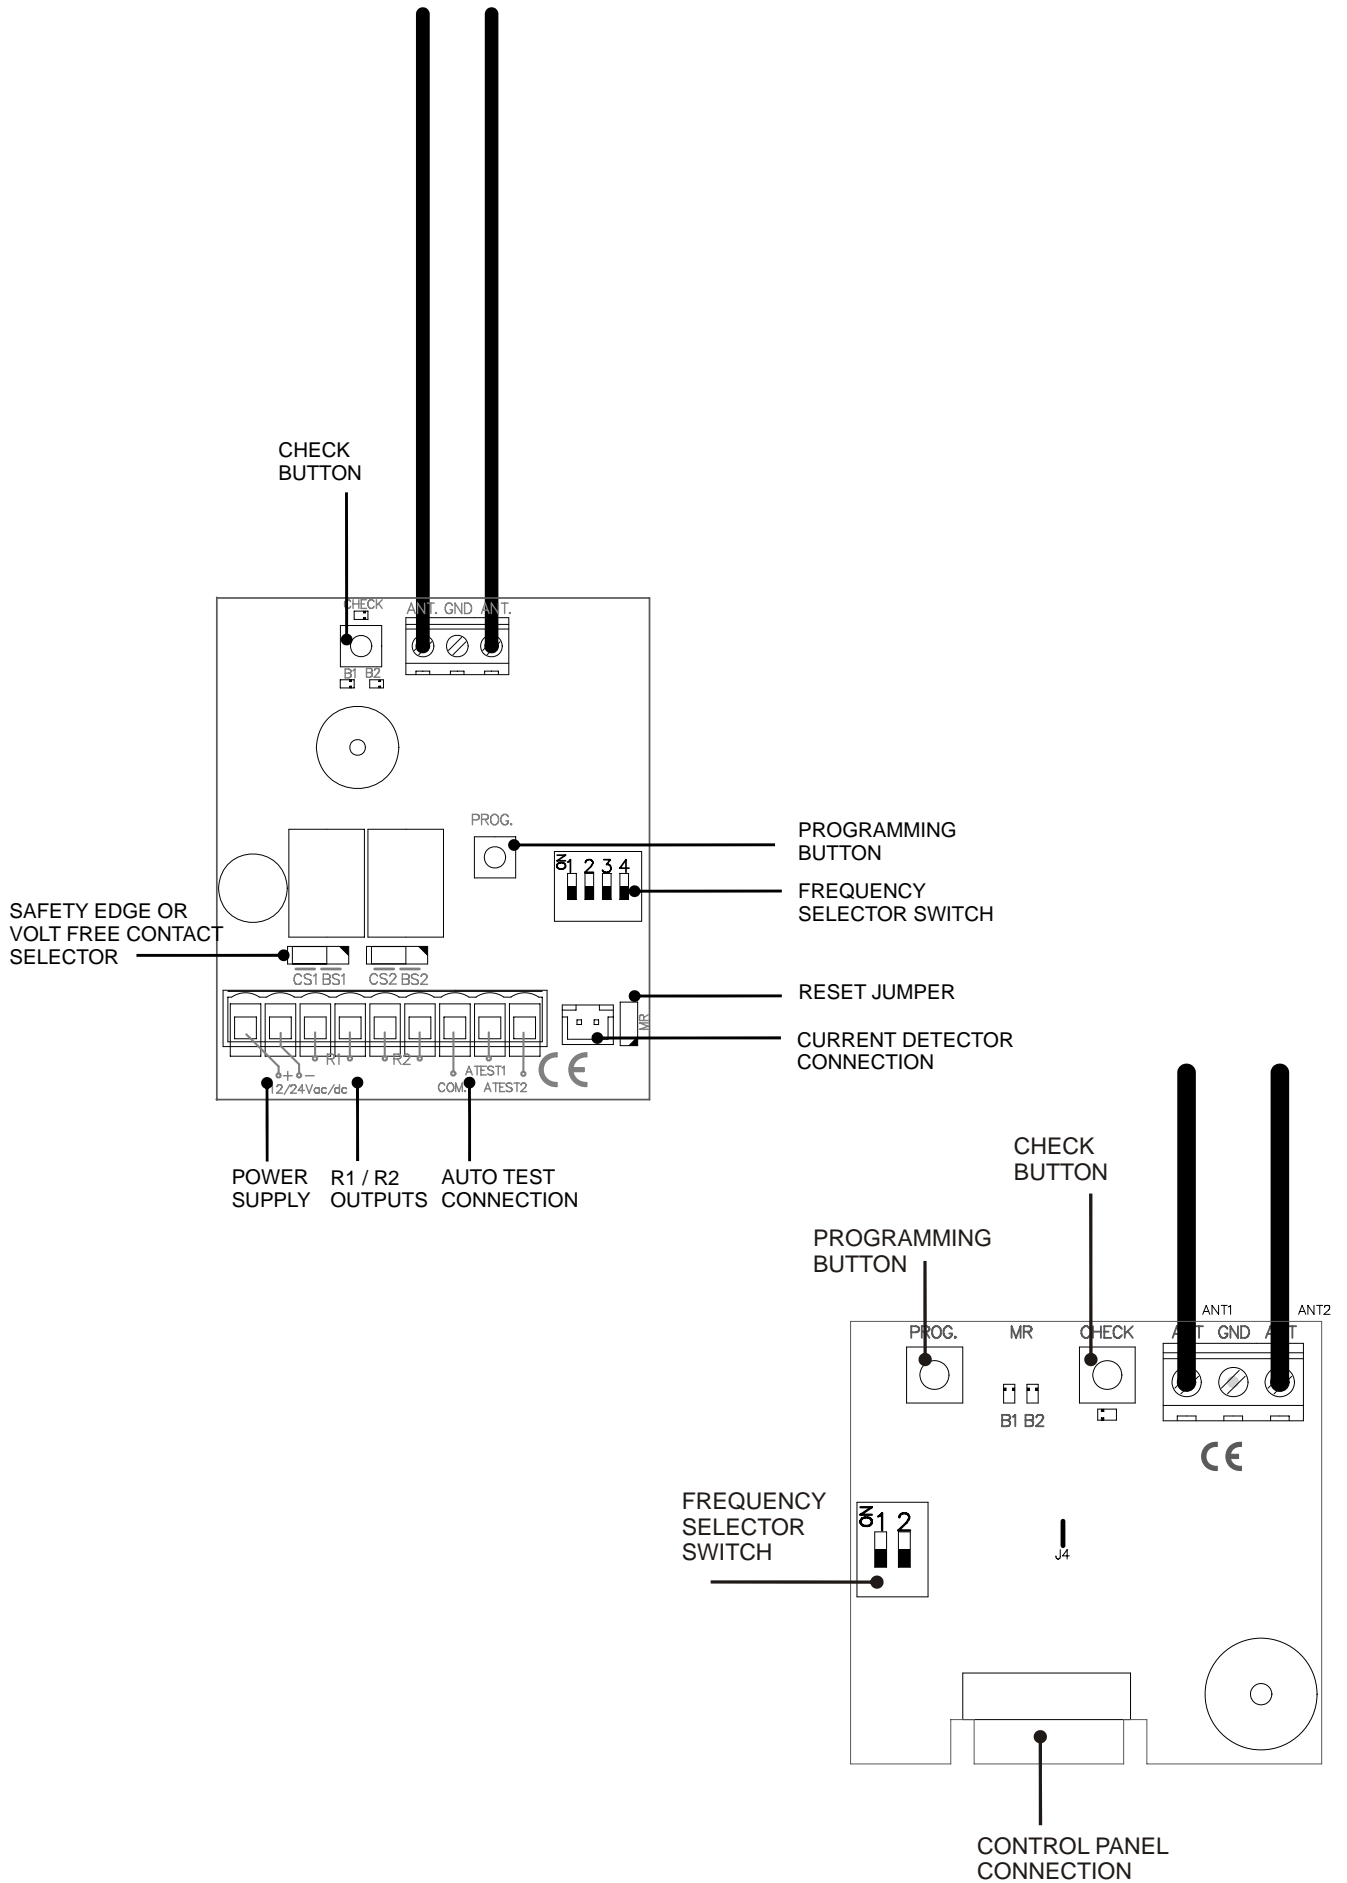 CHECK
BUTTON
CHECK
ANT. GND ANT.
B1 B2
PROG.
PROGRAMMING
BUTTON
ON
1 2 3 4
FREQUENCY
SELECTOR SWITCH
SAFETY EDGE OR
VOLT FREE CONTACT
SELECTOR
CS1 BS1 CS2 BS2
RESET JUMPER
MR
CURRENT DETECTOR
CONNECTION
R1 R2
+ −
12/24Vac/dc
COM.
ATEST1
ATEST2
CE
POWER
SUPPLY
R1 / R2
OUTPUTS
AUTO TEST
CONNECTION
CHECK
BUTTON
PROGRAMMING
BUTTON
ANT1 ANT2
PROG. MR CHECK ANT GND ANT
B1 B2
CE
FREQUENCY
SELECTOR
SWITCH
ON
1 2
J4
CONTROL PANEL
CONNECTION